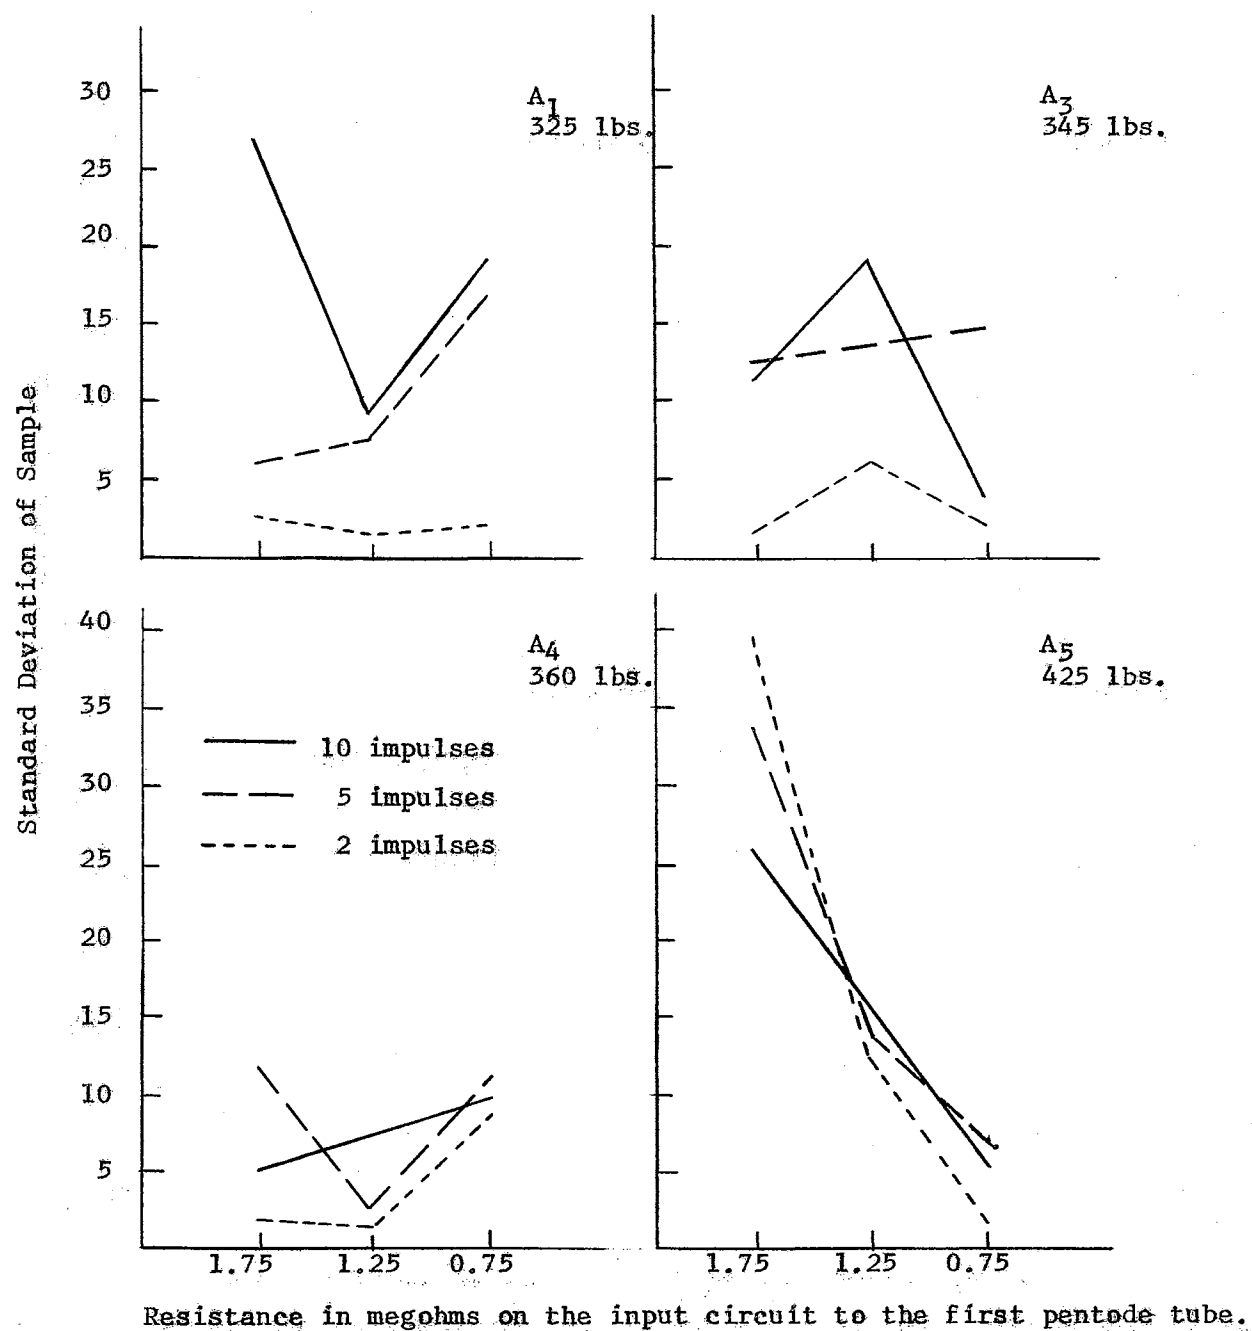 A1
325 lbs.
A3
345 lbs.
30
25
20
15
10
5
Standard Deviation of Sample
A4
360 lbs.
A5
425 lbs.
40
35
30
25
20
15
10
5
10 impulses
5 impulses
2 impulses
1.75 1.25 0.75
1.75 1.25 0.75
Resistance in megohms on the input circuit to the first pentode tube.